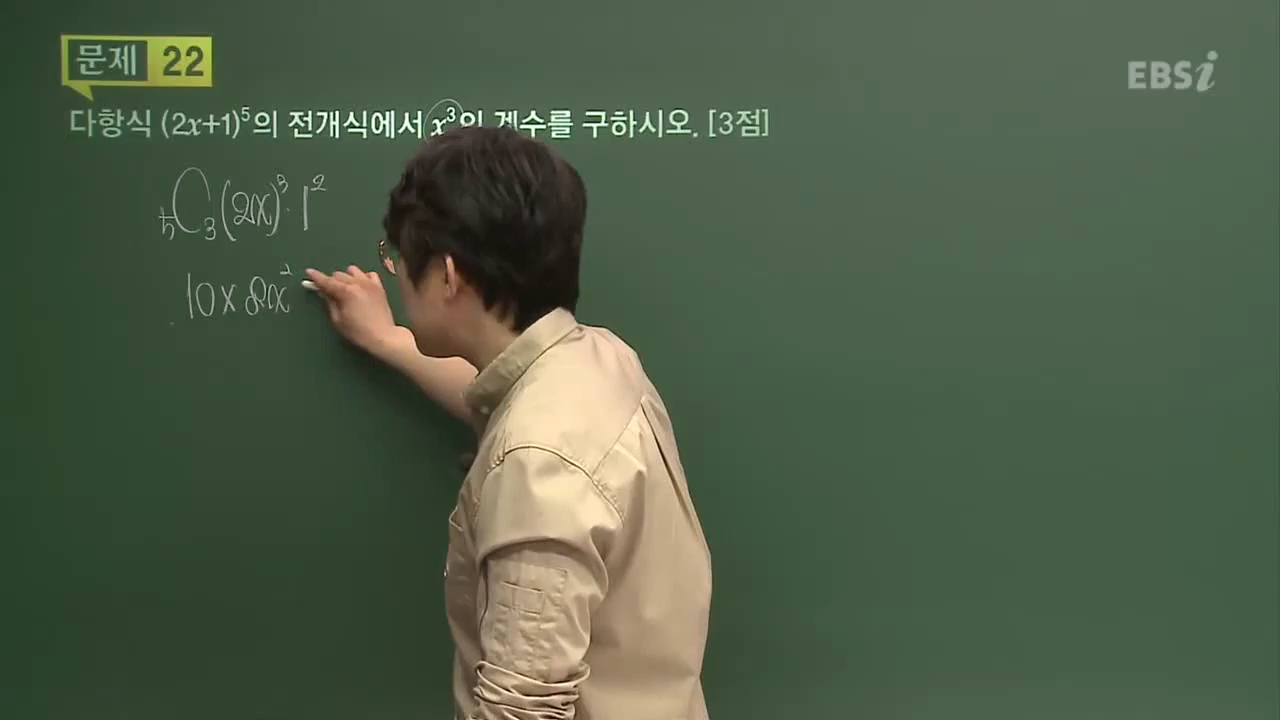 문제 22
EBSi
다항식 (2x+1)⁵의 전개식에서 x³의 계수를 구하시오. [3점]
₅C₃(2x)³·1²
10×8x²